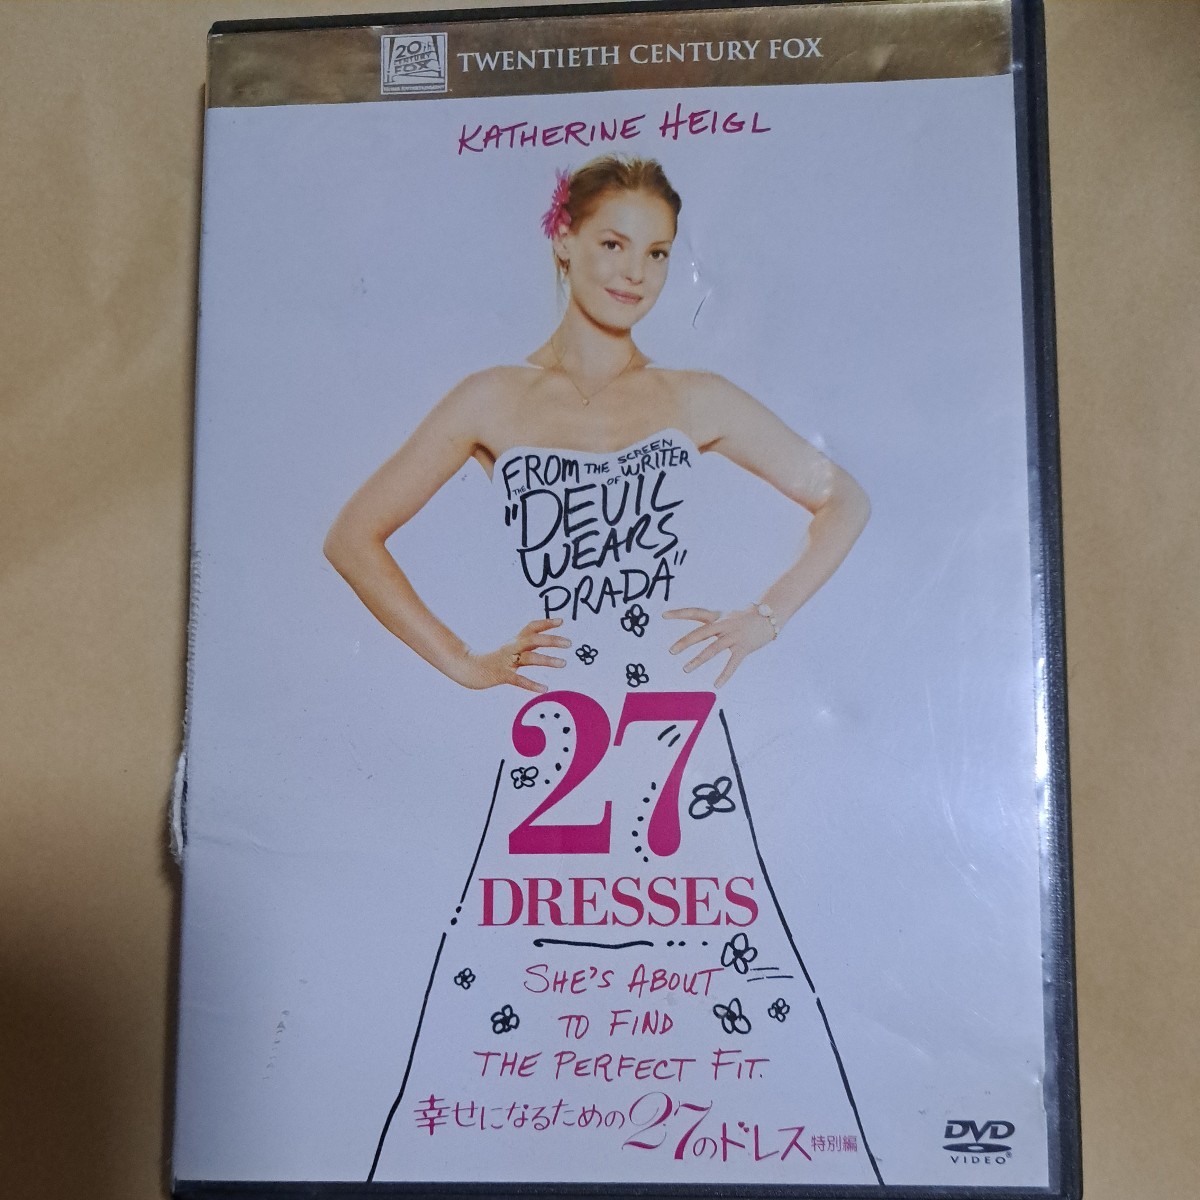 20th
CENTURY
FOX
TWENTIETH CENTURY FOX
KATHERINE HEIGL
FROM THE SCREEN
WRITER
OF
THE
"DEVIL
WEARS
PRADA"
27
DRESSES
SHE'S ABOUT
TO FIND
THE PERFECT FIT.
幸せになるための27のドレス 特別編
DVD
VIDEO